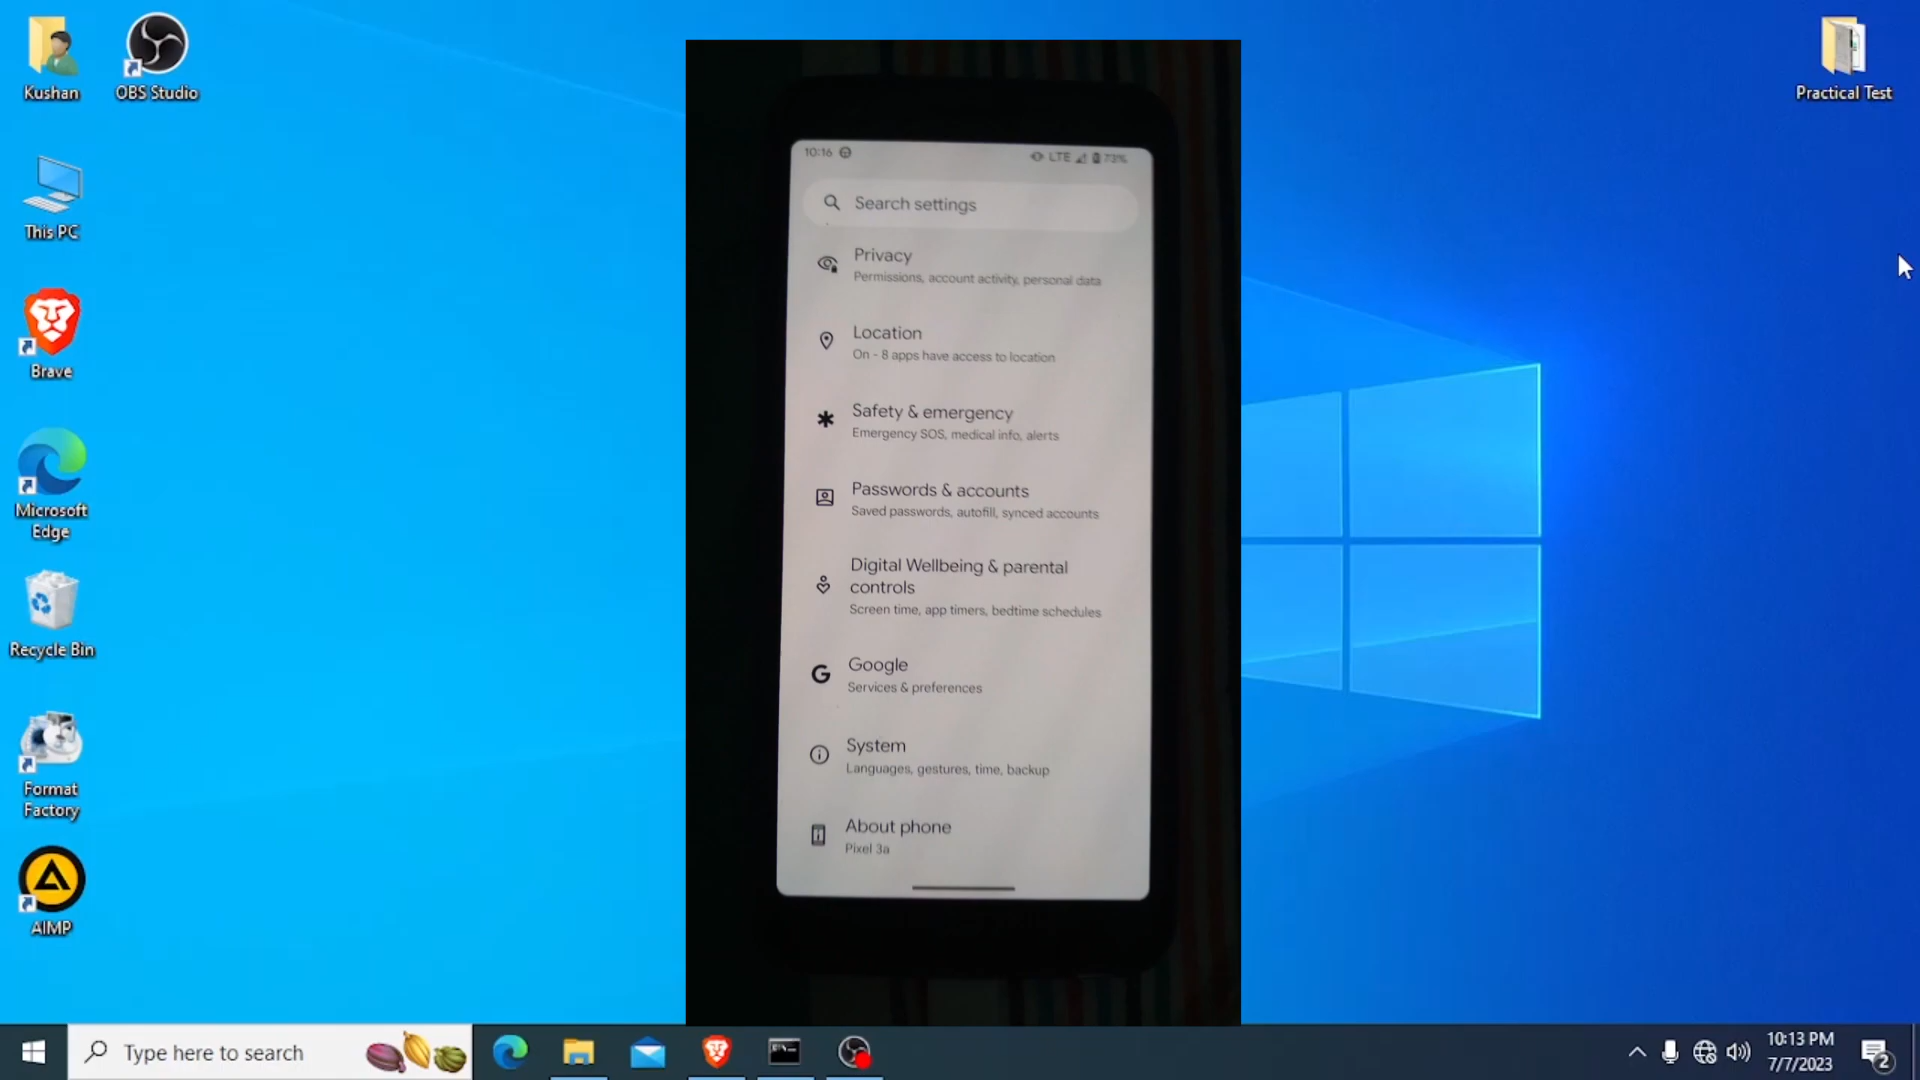 Kushan
OBS Studio
Practical Test
This PC
Brave
Microsoft
Edge
Recycle Bin
Format
Factory
AIMP
10:16
LTE
73%
Search settings
Privacy
Permissions, account activity, personal data
Location
On - 8 apps have access to location
Safety & emergency
Emergency SOS, medical info, alerts
Passwords & accounts
Saved passwords, autofill, synced accounts
Digital Wellbeing & parental
controls
Screen time, app timers, bedtime schedules
Google
Services & preferences
System
Languages, gestures, time, backup
About phone
Pixel 3a
Type here to search
10:13 PM
7/7/2023
2